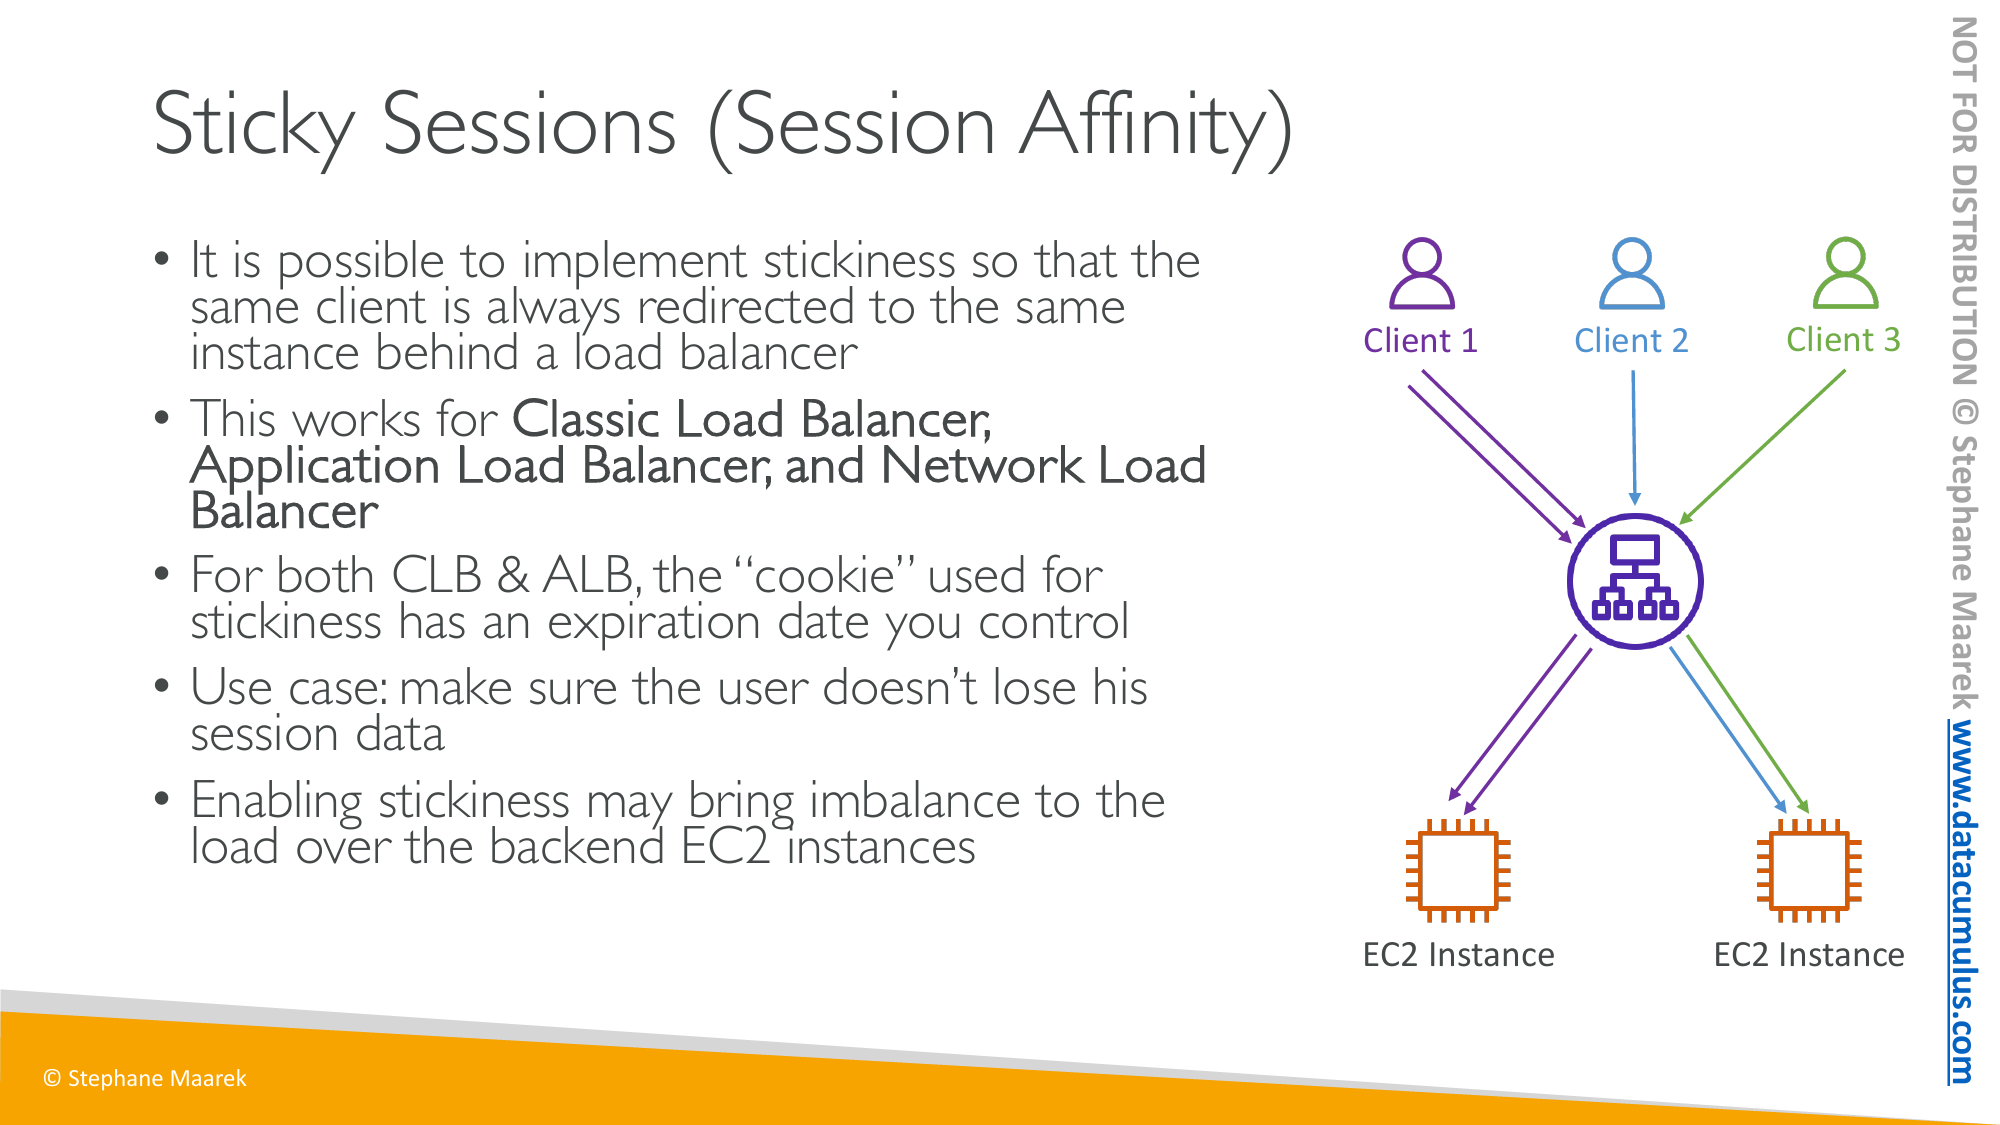 Sticky Sessions (Session Affinity)
• It is possible to implement stickiness so that the
same client is always redirected to the same
instance behind a load balancer
• This works for Classic Load Balancer,
Application Load Balancer, and Network Load
Balancer
• For both CLB & ALB, the “cookie” used for
stickiness has an expiration date you control
• Use case: make sure the user doesn’t lose his
session data
• Enabling stickiness may bring imbalance to the
load over the backend EC2 instances
Client 1
Client 2
Client 3
EC2 Instance
EC2 Instance
NOT FOR DISTRIBUTION © Stephane Maarek www.datacumulus.com
© Stephane Maarek